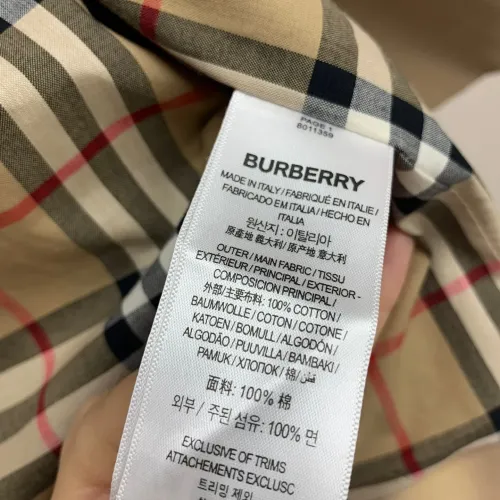 PAGE 1
8011359
BURBERRY
MADE IN ITALY / FABRIQUÉ EN ITALIE /
FABRICADO EM ITALIA / HECHO EN
ITALIA
원산지 : 이탈리아
原產地 義大利 / 原产地 意大利
OUTER / MAIN FABRIC / TISSU
EXTÉRIEUR / PRINCIPAL / EXTERIOR -
COMPOSICION PRINCIPAL /
外部/主要布料: 100% COTTON /
BAUMWOLLE / COTON / COTONE /
KATOEN / BOMULL / ALGODÓN /
ALGODÃO / PUUVILLA / BAMBAKI /
PAMUK / ХЛОПОК / 棉 / قطن
面料: 100% 棉
외부 / 주된 섬유: 100% 면
EXCLUSIVE OF TRIMS
ATTACHEMENTS EXCLUS
트리밍 제외